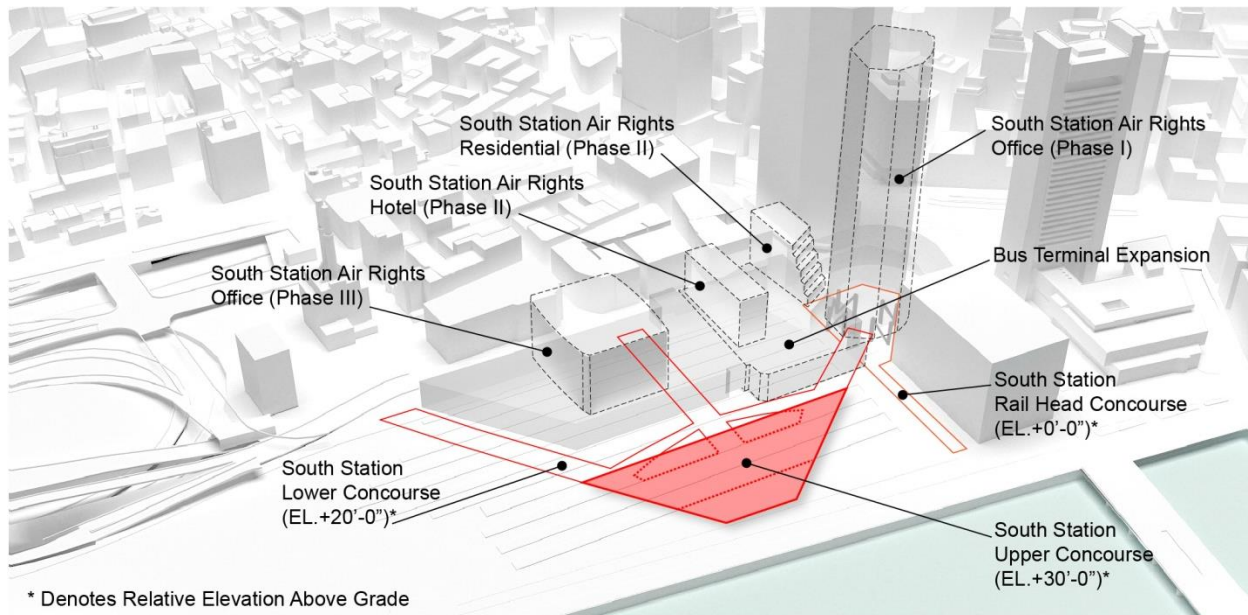 South Station Air Rights
Residential (Phase II)
South Station Air Rights
Office (Phase I)
South Station Air Rights
Hotel (Phase II)
Bus Terminal Expansion
South Station Air Rights
Office (Phase III)
South Station
Rail Head Concourse
(EL.+0’-0”)*
South Station
Lower Concourse
(EL.+20’-0”)*
South Station
Upper Concourse
(EL.+30’-0”)*
* Denotes Relative Elevation Above Grade